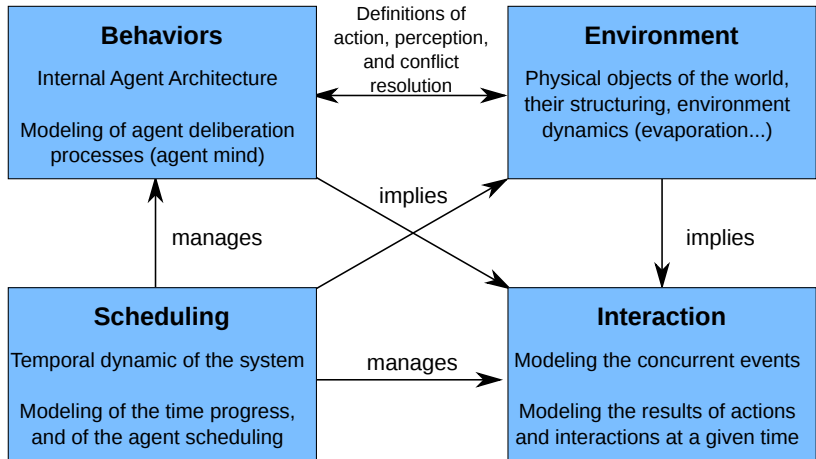 Behaviors
Internal Agent Architecture
Modeling of agent deliberation
processes (agent mind)
Definitions of
action, perception,
and conflict
resolution
Environment
Physical objects of the world,
their structuring, environment
dynamics (evaporation...)
manages
implies
implies
Scheduling
Temporal dynamic of the system
Modeling of the time progress,
and of the agent scheduling
manages
Interaction
Modeling the concurrent events
Modeling the results of actions
and interactions at a given time